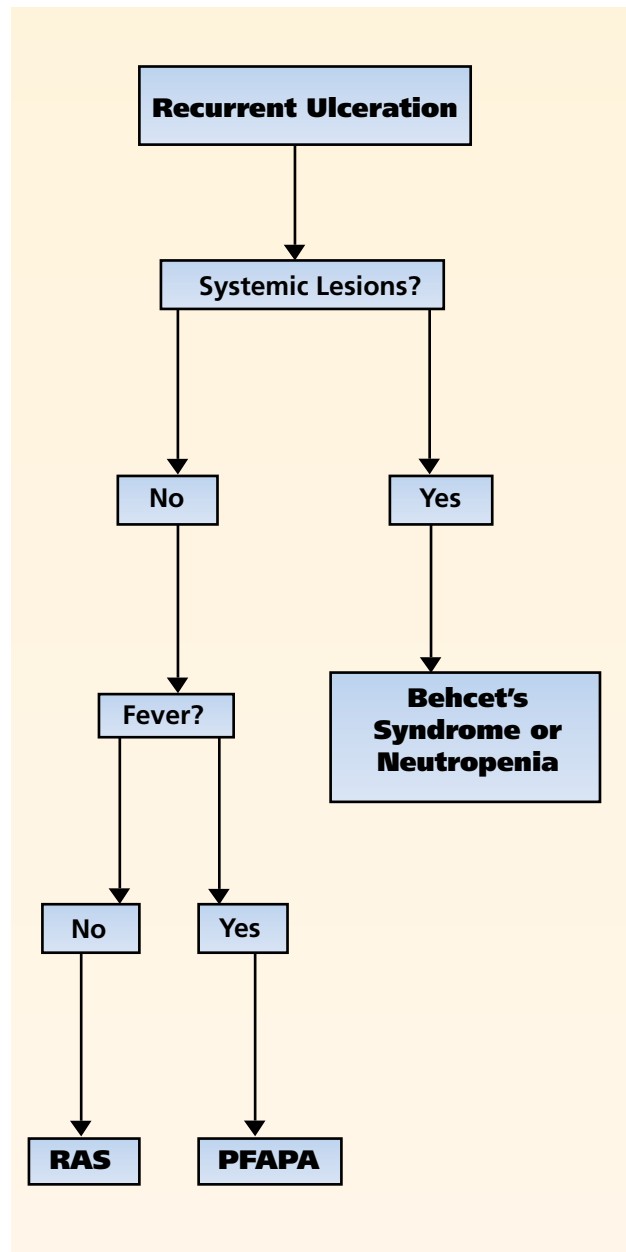 Recurrent Ulceration
Systemic Lesions?
No
Yes
Fever?
Behcet's
Syndrome or
Neutropenia
No
Yes
RAS
PFAPA